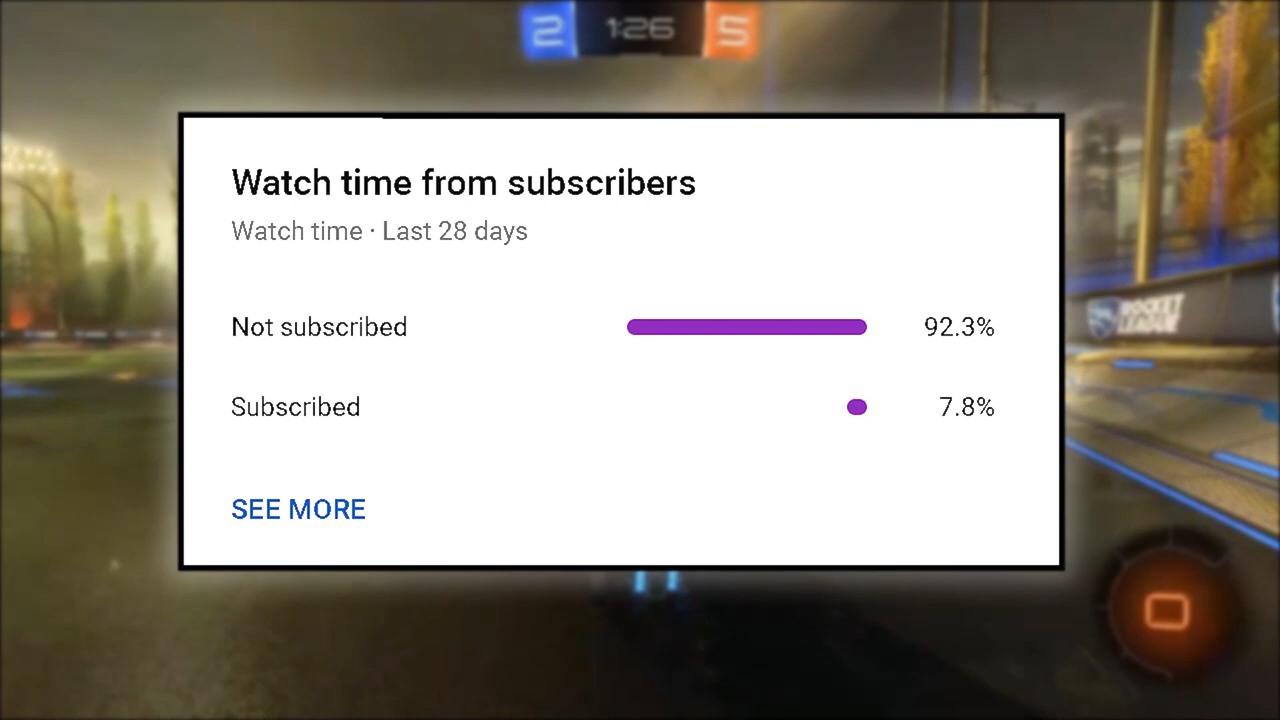 2 1:26 5
Watch time from subscribers
Watch time · Last 28 days
Not subscribed 92.3%
Subscribed 7.8%
SEE MORE
ROCKET
LEAGUE